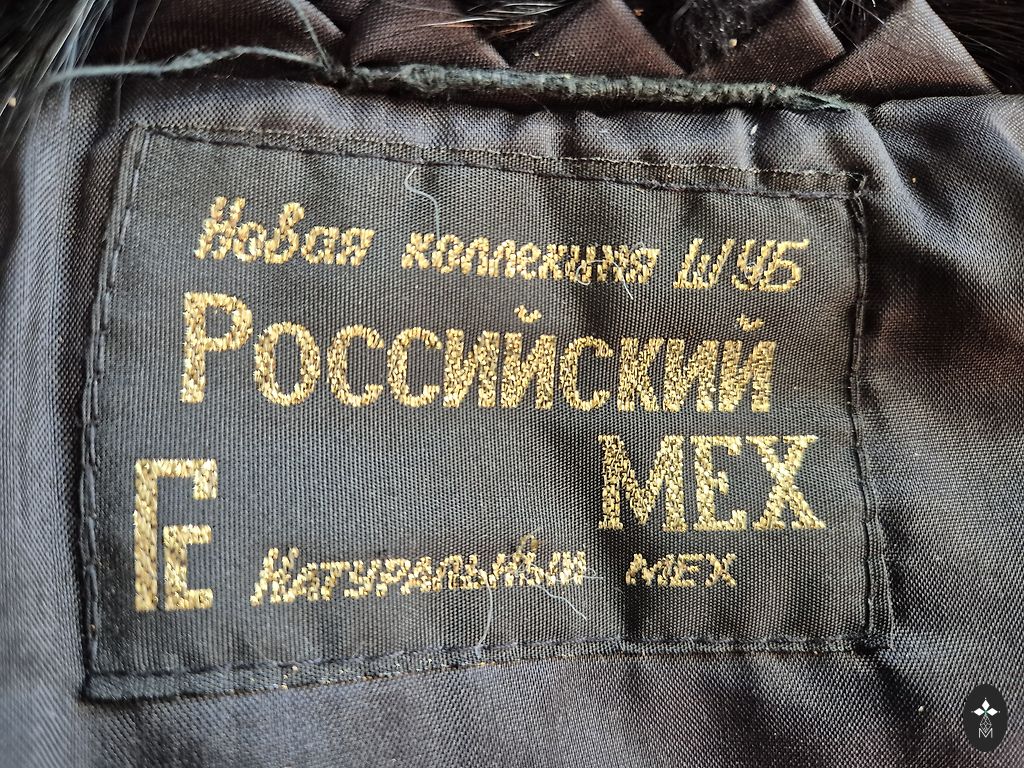 Новая коллекция ШУБ
Российский
МЕХ
Натуральный мех